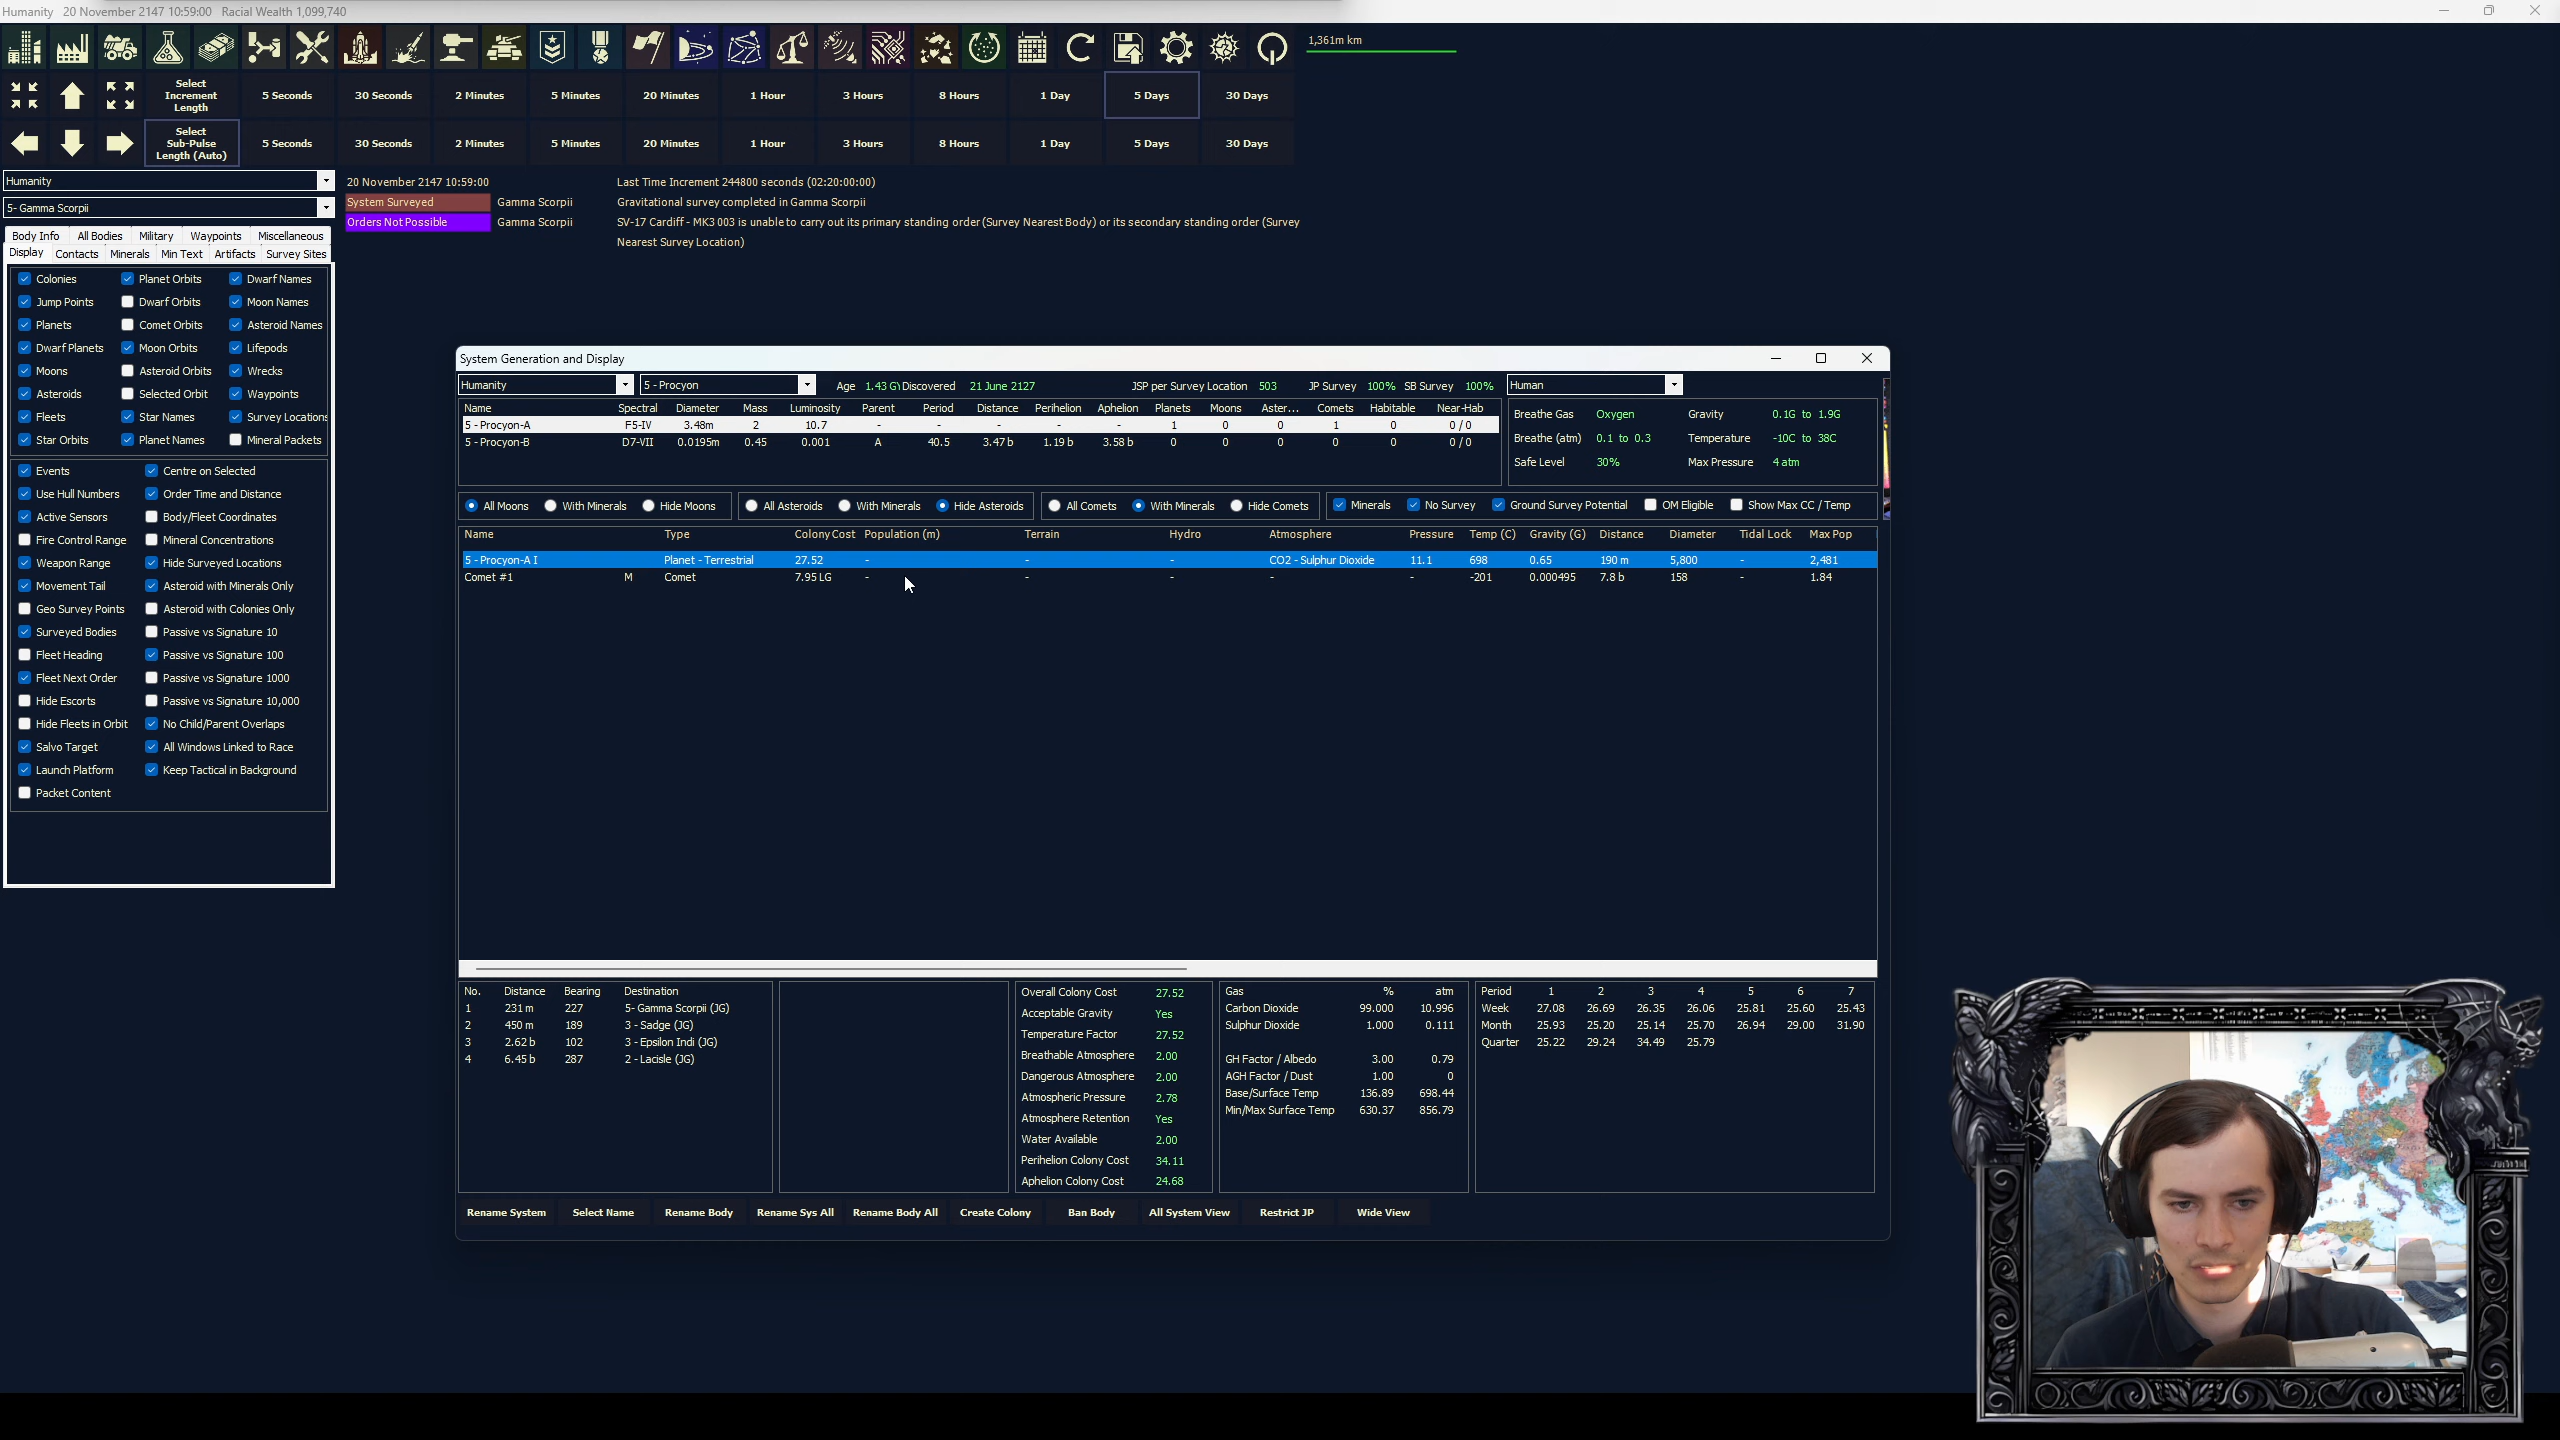 Humanity 20 November 2147 10:59:00 Racial Wealth 1,099,740
1,361m km
Select Increment Length 5 Seconds 30 Seconds 2 Minutes 5 Minutes 20 Minutes 1 Hour 3 Hours 8 Hours 1 Day 5 Days 30 Days
Select Sub-Pulse Length (Auto) 5 Seconds 30 Seconds 2 Minutes 5 Minutes 20 Minutes 1 Hour 3 Hours 8 Hours 1 Day 5 Days 30 Days
Humanity
5- Gamma Scorpii
20 November 2147 10:59:00 Last Time Increment 244800 seconds (02:20:00:00)
System Surveyed Gamma Scorpii Gravitational survey completed in Gamma Scorpii
Orders Not Possible Gamma Scorpii SV-17 Cardiff - MK3 003 is unable to carry out its primary standing order (Survey Nearest Body) or its secondary standing order (Survey
Nearest Survey Location)
Body Info All Bodies Military Waypoints Miscellaneous
Display Contacts Minerals Min Text Artifacts Survey Sites
Colonies Planet Orbits Dwarf Names
Jump Points Dwarf Orbits Moon Names
Planets Comet Orbits Asteroid Names
Dwarf Planets Moon Orbits Lifepods
Moons Asteroid Orbits Wrecks
Asteroids Selected Orbit Waypoints
Fleets Star Names Survey Locations
Star Orbits Planet Names Mineral Packets
Events Centre on Selected
Use Hull Numbers Order Time and Distance
Active Sensors Body/Fleet Coordinates
Fire Control Range Mineral Concentrations
Weapon Range Hide Surveyed Locations
Movement Tail Asteroid with Minerals Only
Geo Survey Points Asteroid with Colonies Only
Surveyed Bodies Passive vs Signature 10
Fleet Heading Passive vs Signature 100
Fleet Next Order Passive vs Signature 1000
Hide Escorts Passive vs Signature 10,000
Hide Fleets in Orbit No Child/Parent Overlaps
Salvo Target All Windows Linked to Race
Launch Platform Keep Tactical in Background
Packet Content
System Generation and Display
Humanity 5 - Procyon Age 1.43 GY Discovered 21 June 2127 JSP per Survey Location 503 JP Survey 100% SB Survey 100% Human
Name Spectral Diameter Mass Luminosity Parent Period Distance Perihelion Aphelion Planets Moons Aster... Comets Habitable Near-Hab
5 - Procyon-A F5-IV 3.48m 2 10.7 - - - - - 1 0 0 1 0 0 / 0
5 - Procyon-B D7-VII 0.0195m 0.45 0.001 A 40.5 3.47 b 1.19 b 3.58 b 0 0 0 0 0 0 / 0
Breathe Gas Oxygen Gravity 0.1G to 1.9G
Breathe (atm) 0.1 to 0.3 Temperature -10C to 38C
Safe Level 30% Max Pressure 4 atm
All Moons With Minerals Hide Moons All Asteroids With Minerals Hide Asteroids All Comets With Minerals Hide Comets Minerals No Survey Ground Survey Potential OM Eligible Show Max CC / Temp
Name Type Colony Cost Population (m) Terrain Hydro Atmosphere Pressure Temp (C) Gravity (G) Distance Diameter Tidal Lock Max Pop
5 - Procyon-A I Planet - Terrestrial 27.52 - - - CO2 - Sulphur Dioxide 11.1 698 0.65 190 m 5,800 - 2,481
Comet #1 M Comet 7.95 LG - - - - - -201 0.000495 7.8 b 158 - 1.84
No. Distance Bearing Destination
1 231 m 227 5- Gamma Scorpii (JG)
2 450 m 189 3 - Sadge (JG)
3 2.62 b 102 3 - Epsilon Indi (JG)
4 6.45 b 287 2 - Lacisle (JG)
Overall Colony Cost 27.52
Acceptable Gravity Yes
Temperature Factor 27.52
Breathable Atmosphere 2.00
Dangerous Atmosphere 2.00
Atmospheric Pressure 2.78
Atmosphere Retention Yes
Water Available 2.00
Perihelion Colony Cost 34.11
Aphelion Colony Cost 24.68
Gas % atm
Carbon Dioxide 99.000 10.996
Sulphur Dioxide 1.000 0.111
GH Factor / Albedo 3.00 0.79
AGH Factor / Dust 1.00 0
Base/Surface Temp 136.89 698.44
Min/Max Surface Temp 630.37 856.79
Period 1 2 3 4 5 6 7
Week 27.08 26.69 26.35 26.06 25.81 25.60 25.43
Month 25.93 25.20 25.14 25.70 26.94 29.00 31.90
Quarter 25.22 29.24 34.49 25.79
Rename System Select Name Rename Body Rename Sys All Rename Body All Create Colony Ban Body All System View Restrict JP Wide View